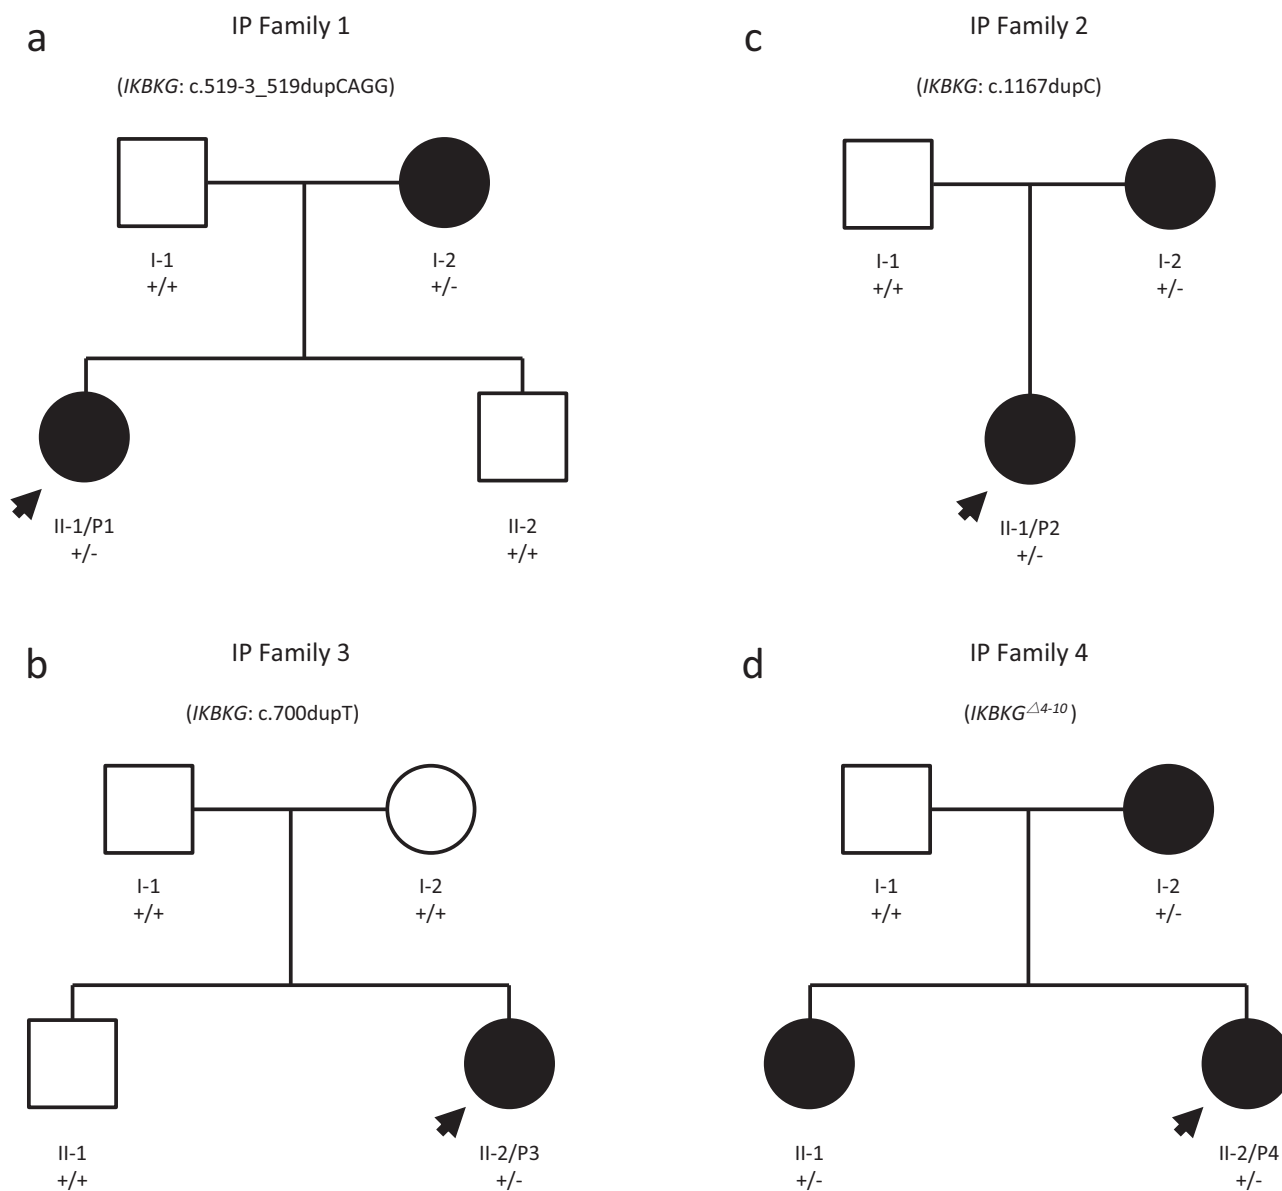 a
IP Family 1
(IKBKG: c.519-3_519dupCAGG)
I-1
+/+
I-2
+/-
II-1/P1
+/-
II-2
+/+
c
IP Family 2
(IKBKG: c.1167dupC)
I-1
+/+
I-2
+/-
II-1/P2
+/-
b
IP Family 3
(IKBKG: c.700dupT)
I-1
+/+
I-2
+/+
II-1
+/+
II-2/P3
+/-
d
IP Family 4
(IKBKG△4-10)
I-1
+/+
I-2
+/-
II-1
+/-
II-2/P4
+/-